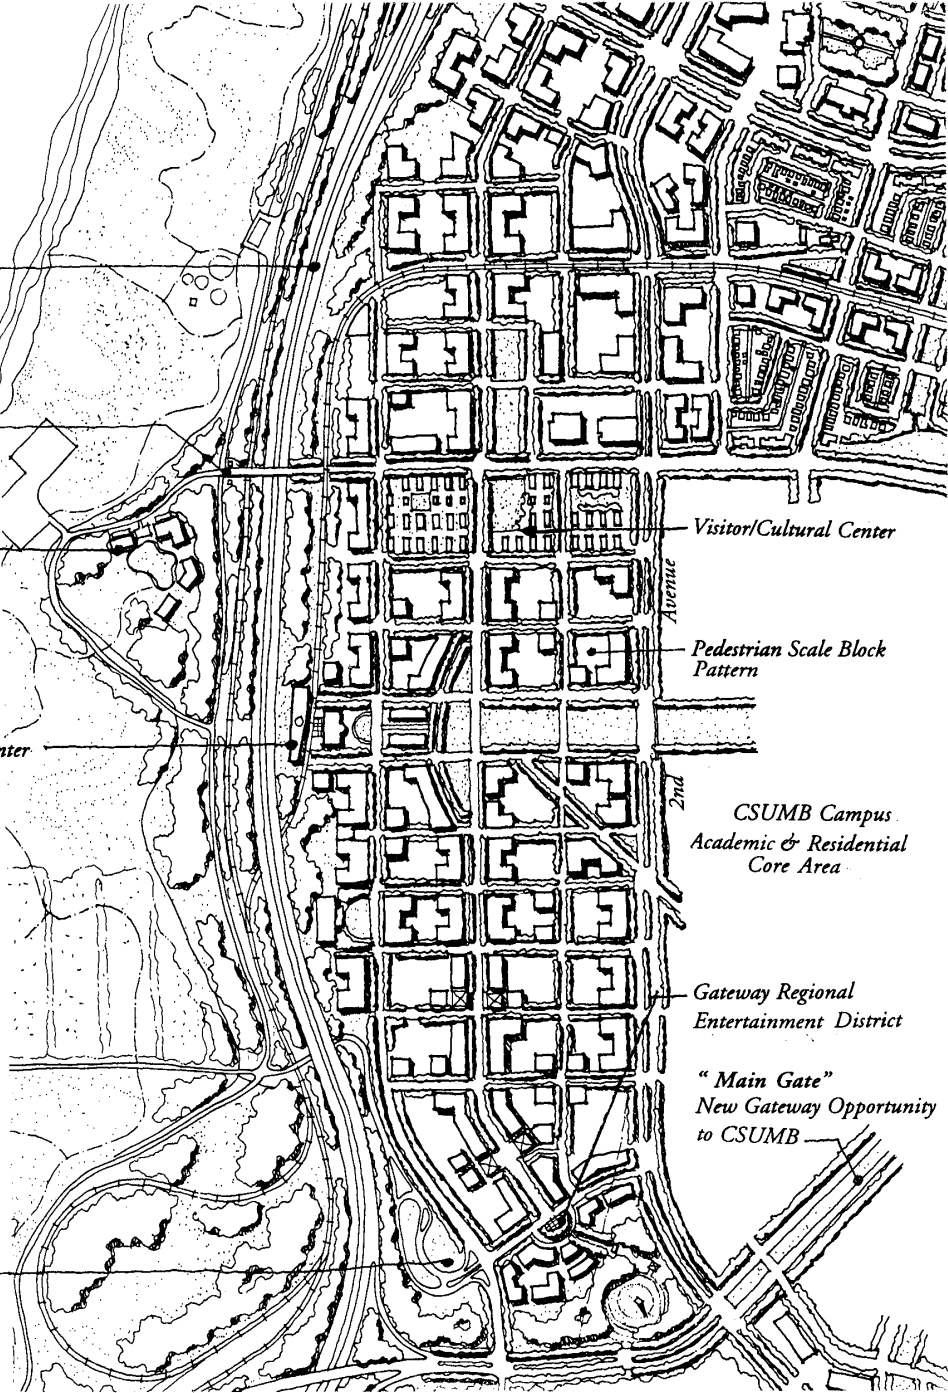 Visitor/Cultural Center
Avenue
Pedestrian Scale Block
Pattern
nter
2nd
CSUMB Campus
Academic & Residential
Core Area
Gateway Regional
Entertainment District
“Main Gate”
New Gateway Opportunity
to CSUMB